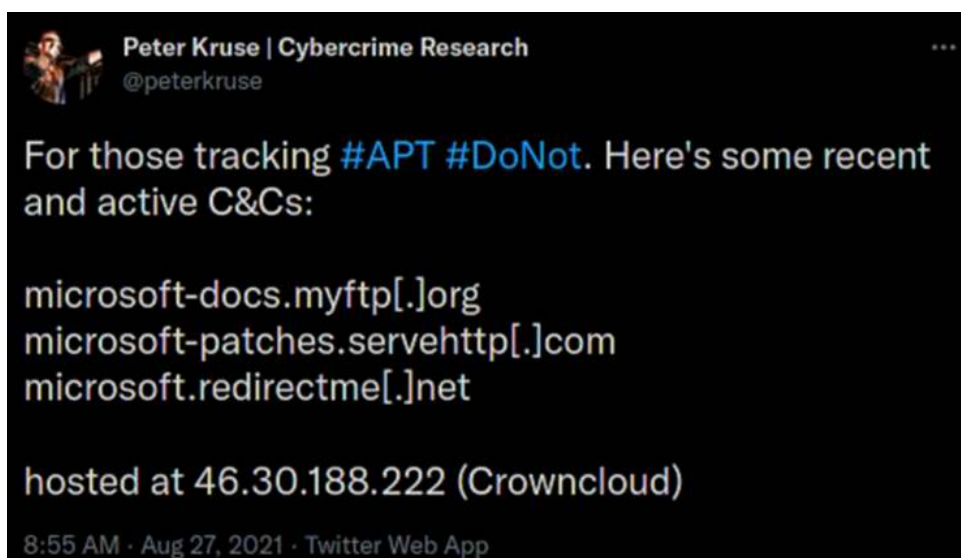 Peter Kruse | Cybercrime Research
@peterkruse
For those tracking #APT #DoNot. Here's some recent
and active C&Cs:
microsoft-docs.myftp[.]org
microsoft-patches.servehttp[.]com
microsoft.redirectme[.]net
hosted at 46.30.188.222 (Crowncloud)
8:55 AM · Aug 27, 2021 · Twitter Web App